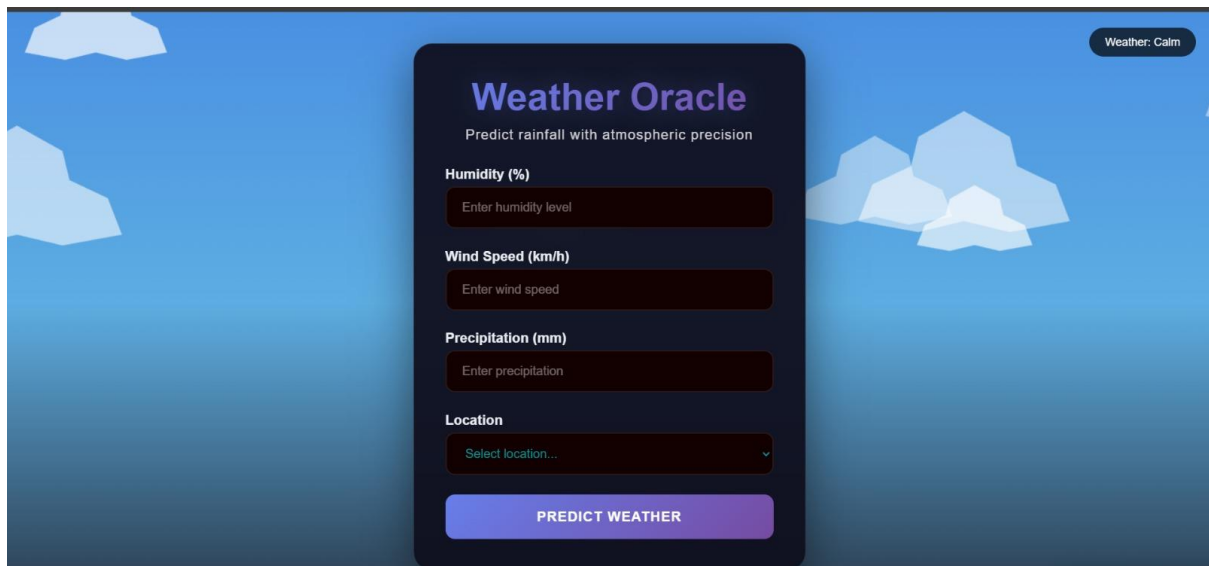 Weather: Calm
Weather Oracle
Predict rainfall with atmospheric precision
Humidity (%)
Enter humidity level
Wind Speed (km/h)
Enter wind speed
Precipitation (mm)
Enter precipitation
Location
Select location...
PREDICT WEATHER